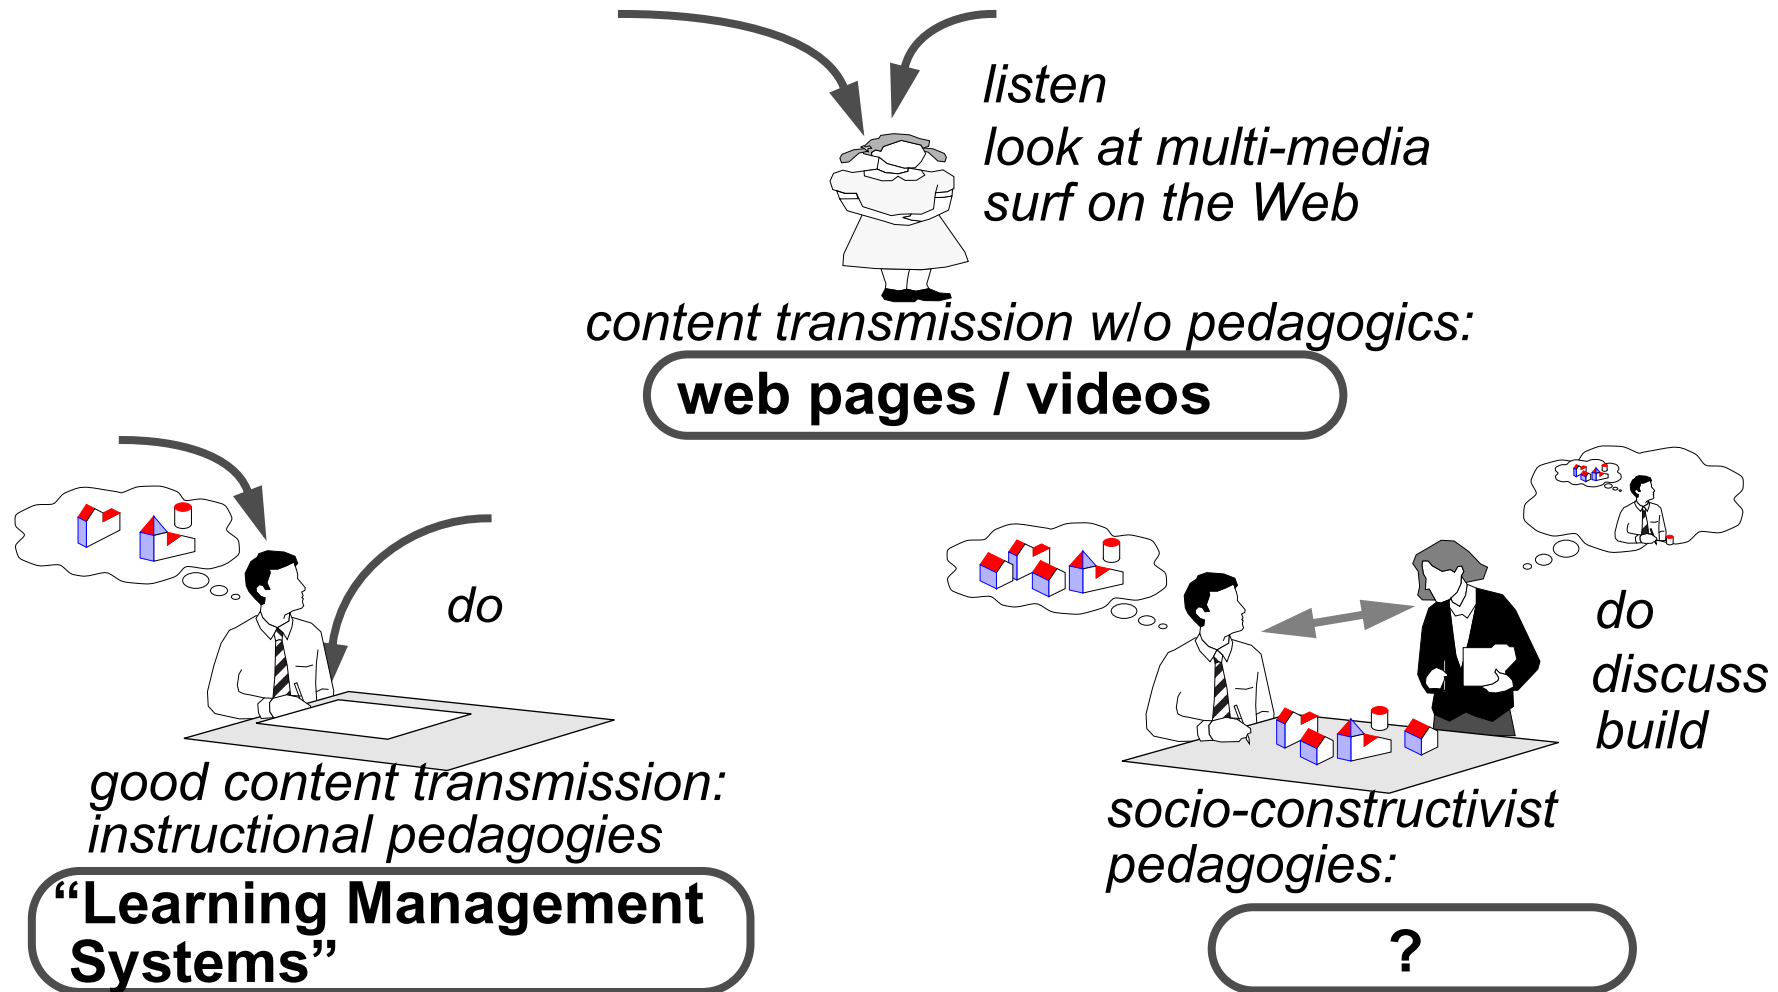 listen
look at multi-media
surf on the Web
content transmission w/o pedagogics:
web pages / videos
do
good content transmission:
instructional pedagogies
“Learning Management
Systems”
do
discuss
build
socio-constructivist
pedagogies:
?